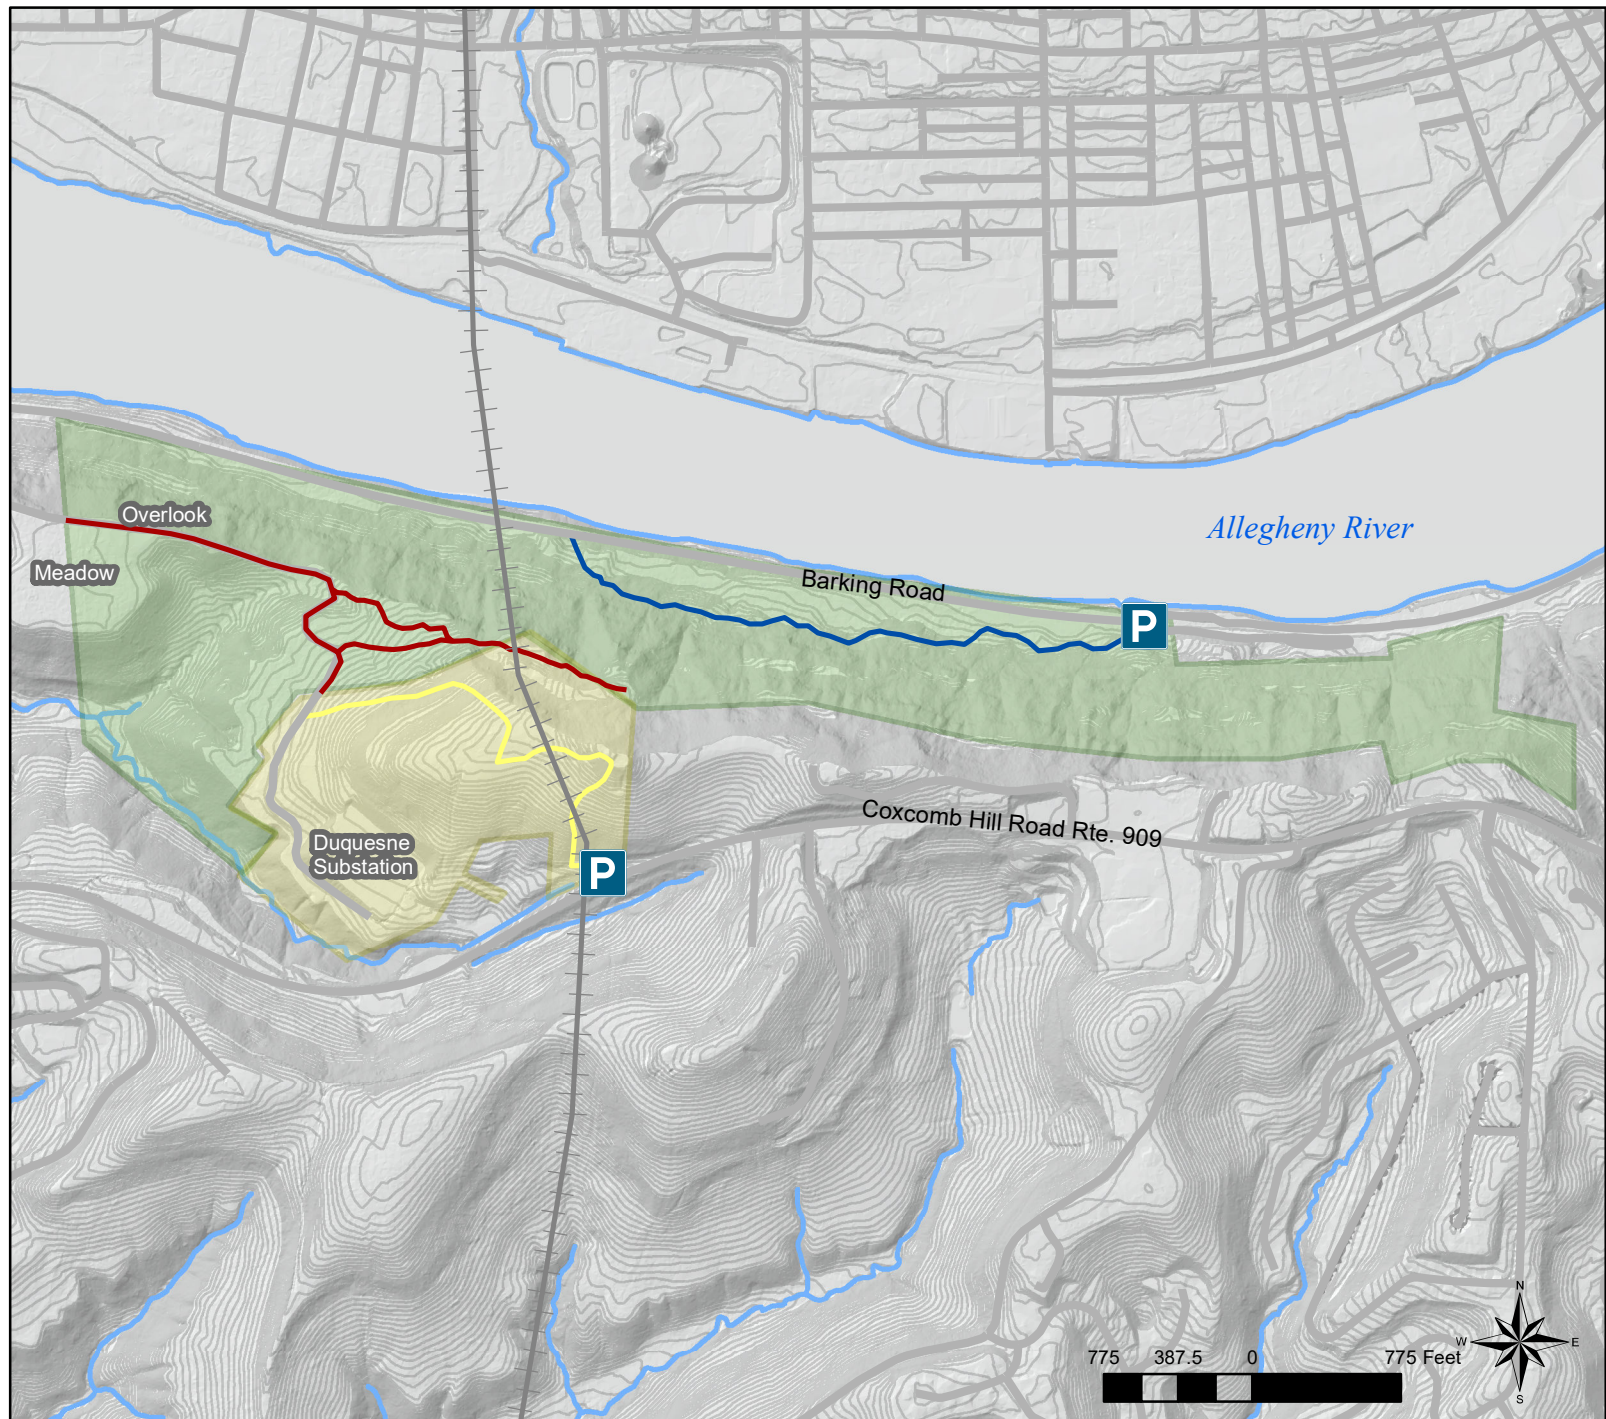 Overlook
Meadow
Allegheny River
Barking Road
P
Coxcomb Hill Road Rte. 909
Duquesne
Substation
P
N
W
E
S
775 387.5 0 775 Feet